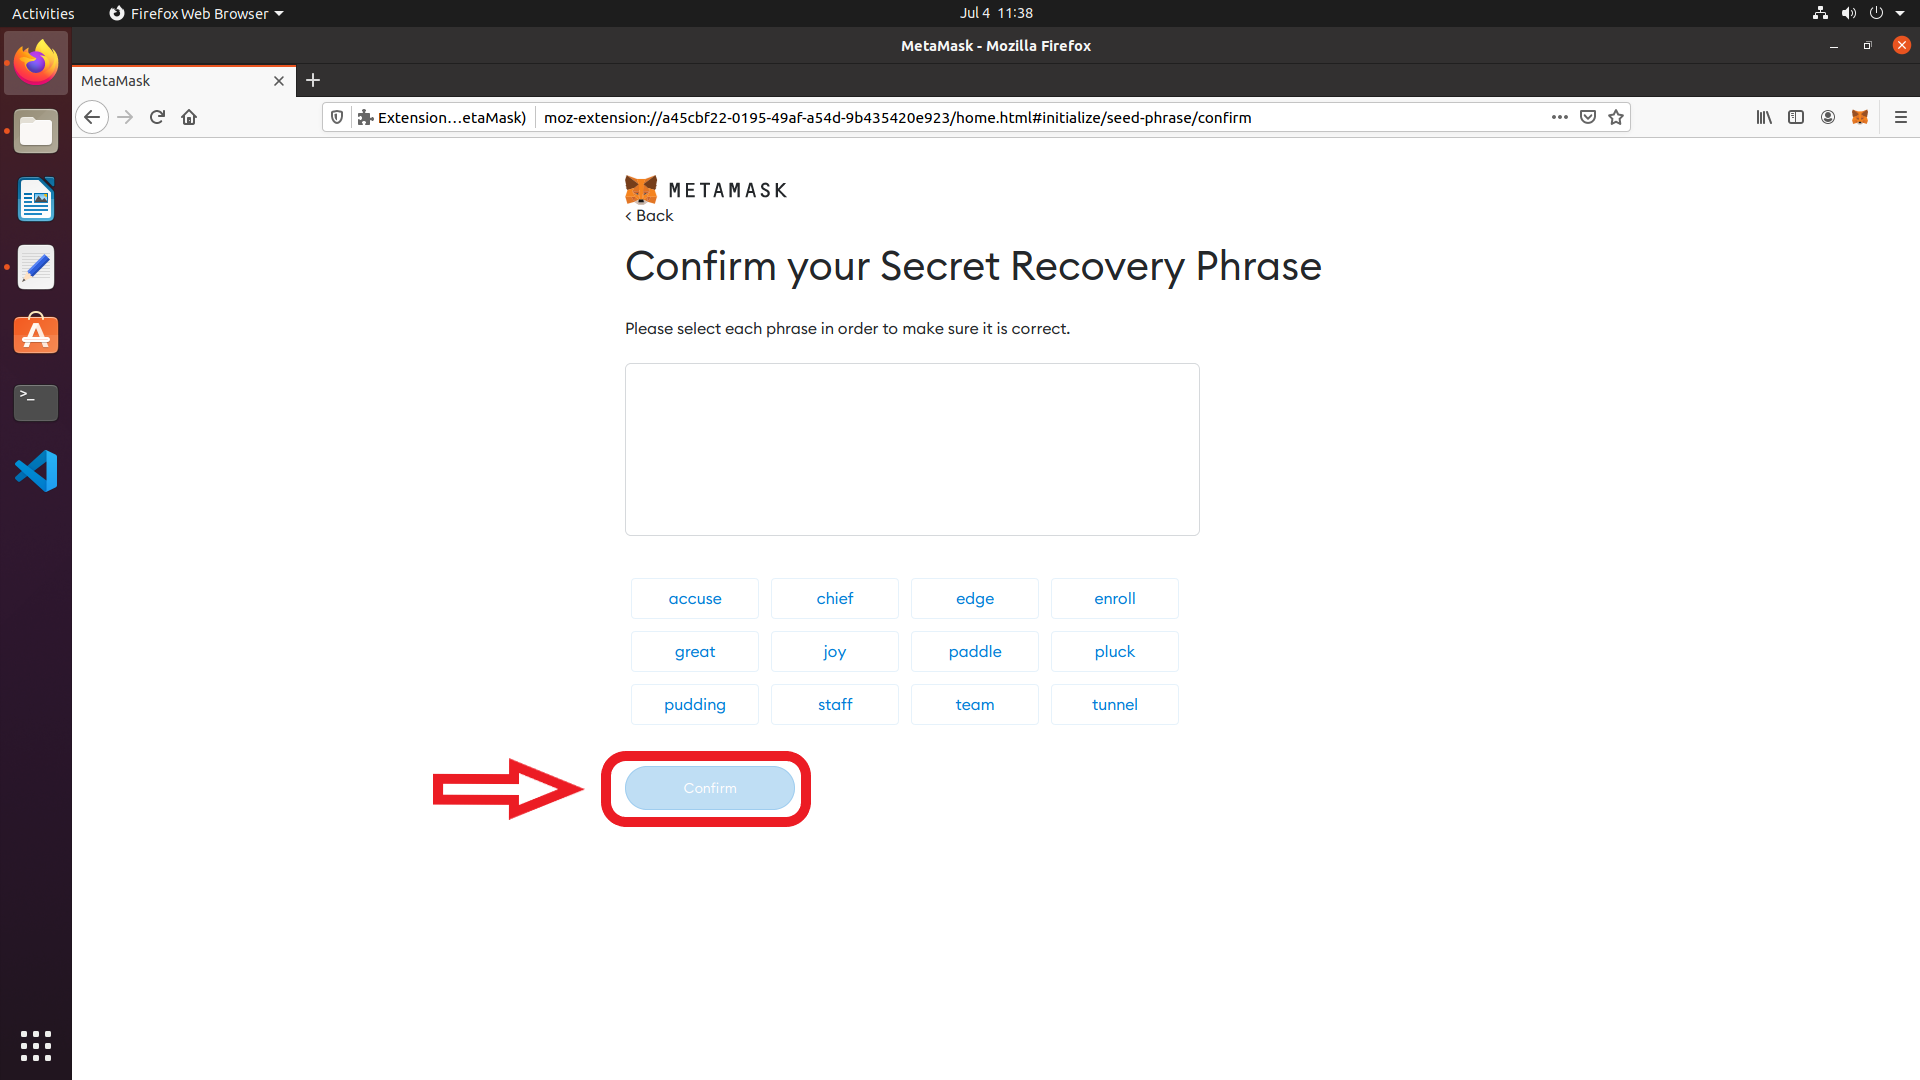 Activities
Firefox Web Browser
Jul 4 11:38
MetaMask - Mozilla Firefox
MetaMask
Extension...etaMask)
moz-extension://a45cbf22-0195-49af-a54d-9b435420e923/home.html#initialize/seed-phrase/confirm
METAMASK
< Back
Confirm your Secret Recovery Phrase
Please select each phrase in order to make sure it is correct.
accuse chief edge enroll
great joy paddle pluck
pudding staff team tunnel
Confirm